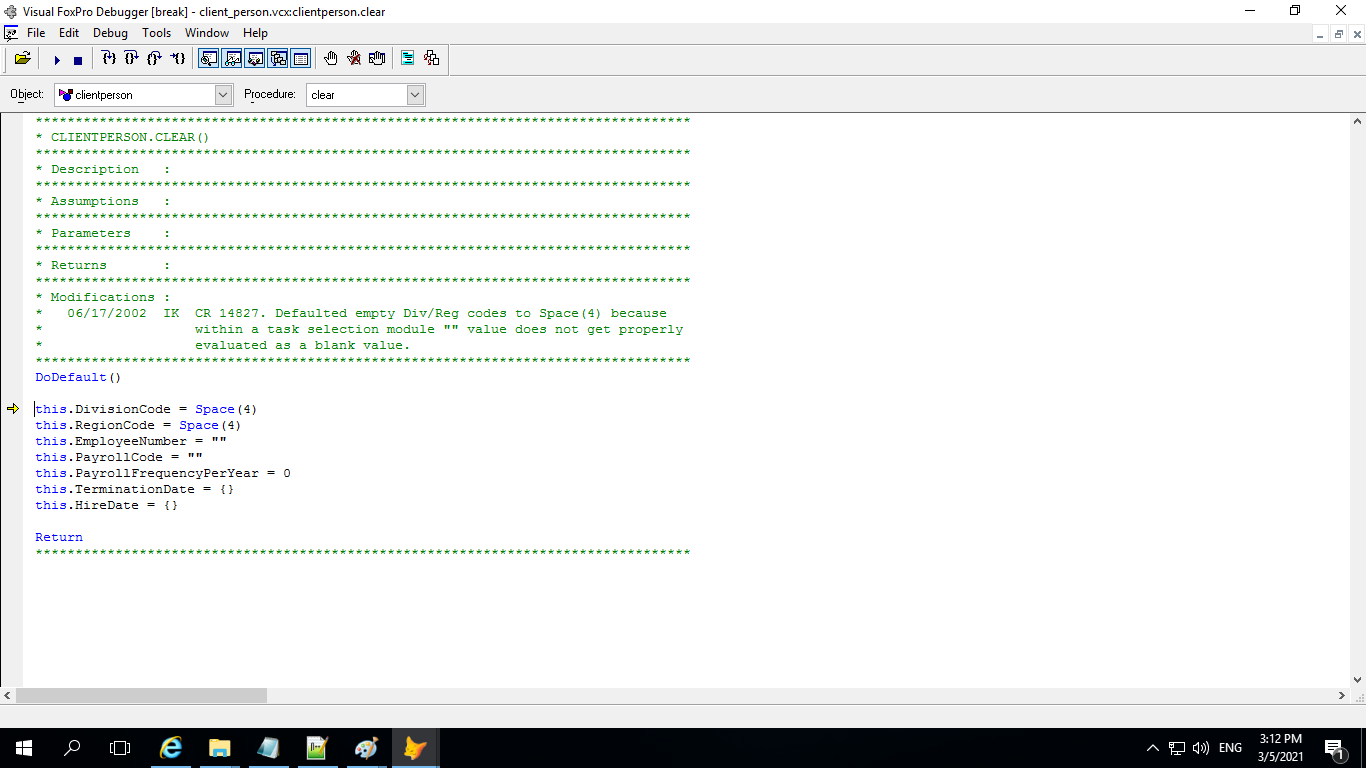 Visual FoxPro Debugger [break] - client_person.vcx:clientperson.clear
File Edit Debug Tools Window Help
Object: clientperson Procedure: clear
**********************************************************************************
* CLIENTPERSON.CLEAR()
**********************************************************************************
* Description   :
**********************************************************************************
* Assumptions   :
**********************************************************************************
* Parameters    :
**********************************************************************************
* Returns       :
**********************************************************************************
* Modifications :
*   06/17/2002  IK  CR 14827. Defaulted empty Div/Reg codes to Space(4) because
*                   within a task selection module "" value does not get properly
*                   evaluated as a blank value.
**********************************************************************************
DoDefault()
this.DivisionCode = Space(4)
this.RegionCode = Space(4)
this.EmployeeNumber = ""
this.PayrollCode = ""
this.PayrollFrequencyPerYear = 0
this.TerminationDate = {}
this.HireDate = {}
Return
**********************************************************************************
ENG
3:12 PM
3/5/2021
1